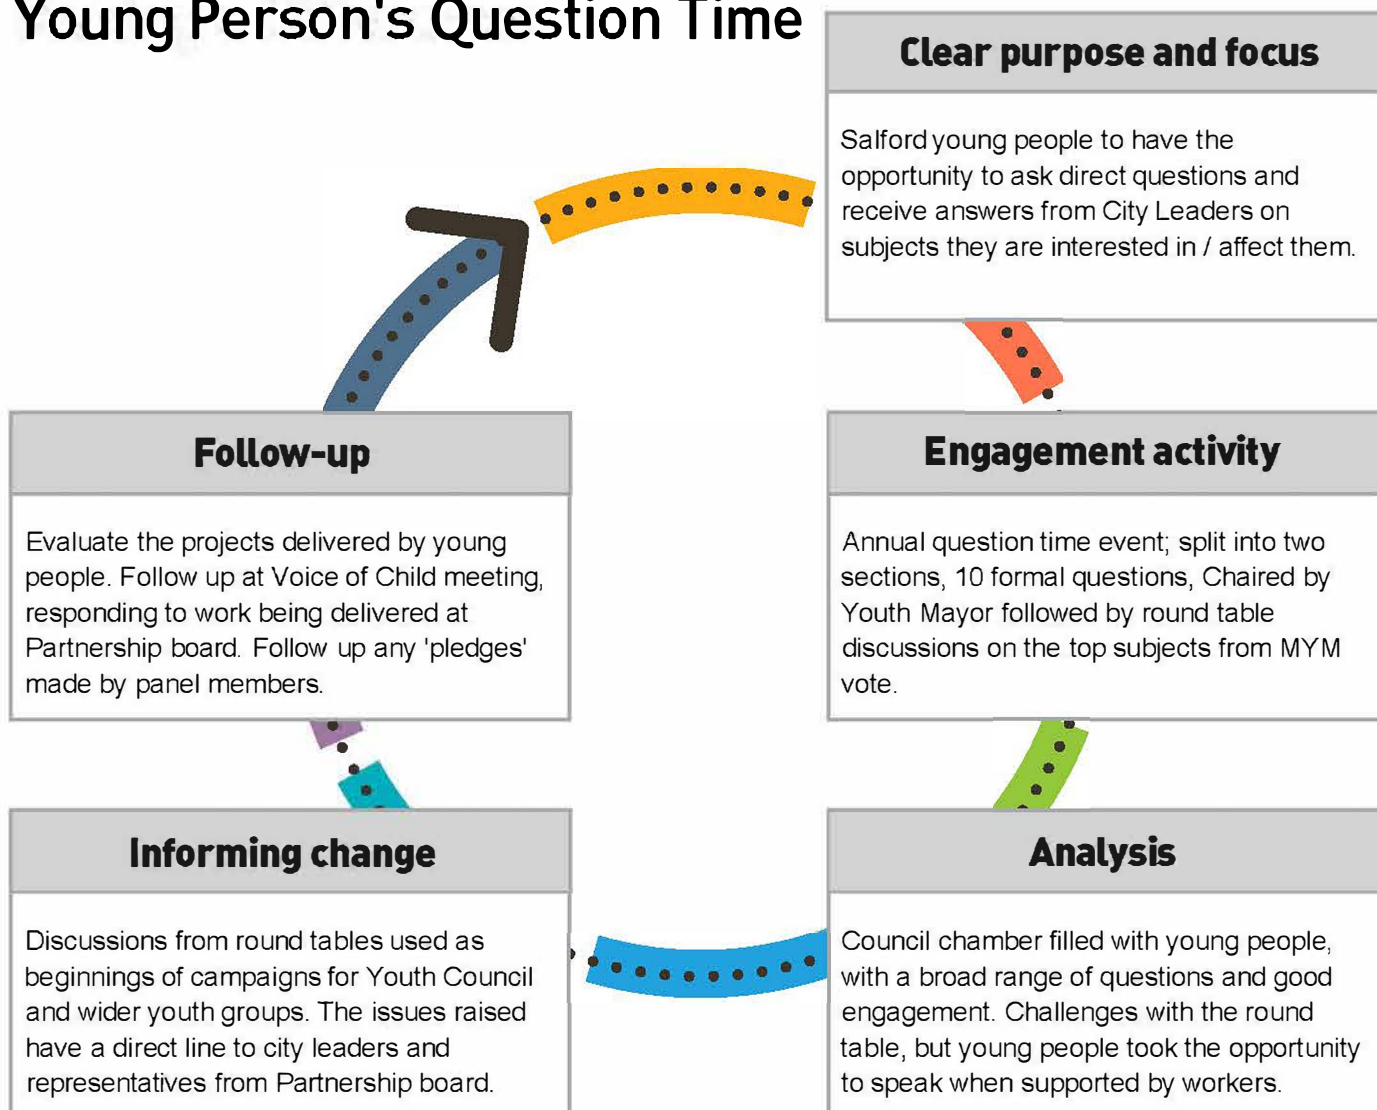 Young Person's Question Time
Clear purpose and focus
Salford young people to have the
opportunity to ask direct questions and
receive answers from City Leaders on
subjects they are interested in / affect them.
Engagement activity
Annual question time event; split into two
sections, 10 formal questions, Chaired by
Youth Mayor followed by round table
discussions on the top subjects from MYM
vote.
Analysis
Council chamber filled with young people,
with a broad range of questions and good
engagement. Challenges with the round
table, but young people took the opportunity
to speak when supported by workers.
Informing change
Discussions from round tables used as
beginnings of campaigns for Youth Council
and wider youth groups. The issues raised
have a direct line to city leaders and
representatives from Partnership board.
Follow-up
Evaluate the projects delivered by young
people. Follow up at Voice of Child meeting,
responding to work being delivered at
Partnership board. Follow up any 'pledges'
made by panel members.